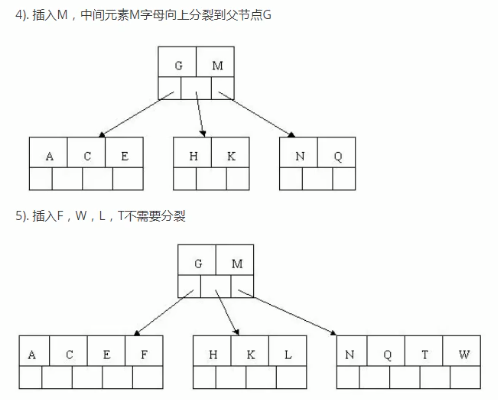 4). 插入M，中间元素M字母向上分裂到父节点G
G M
A C E H K N Q
5). 插入F，W，L，T不需要分裂
G M
A C E F H K L N Q T W